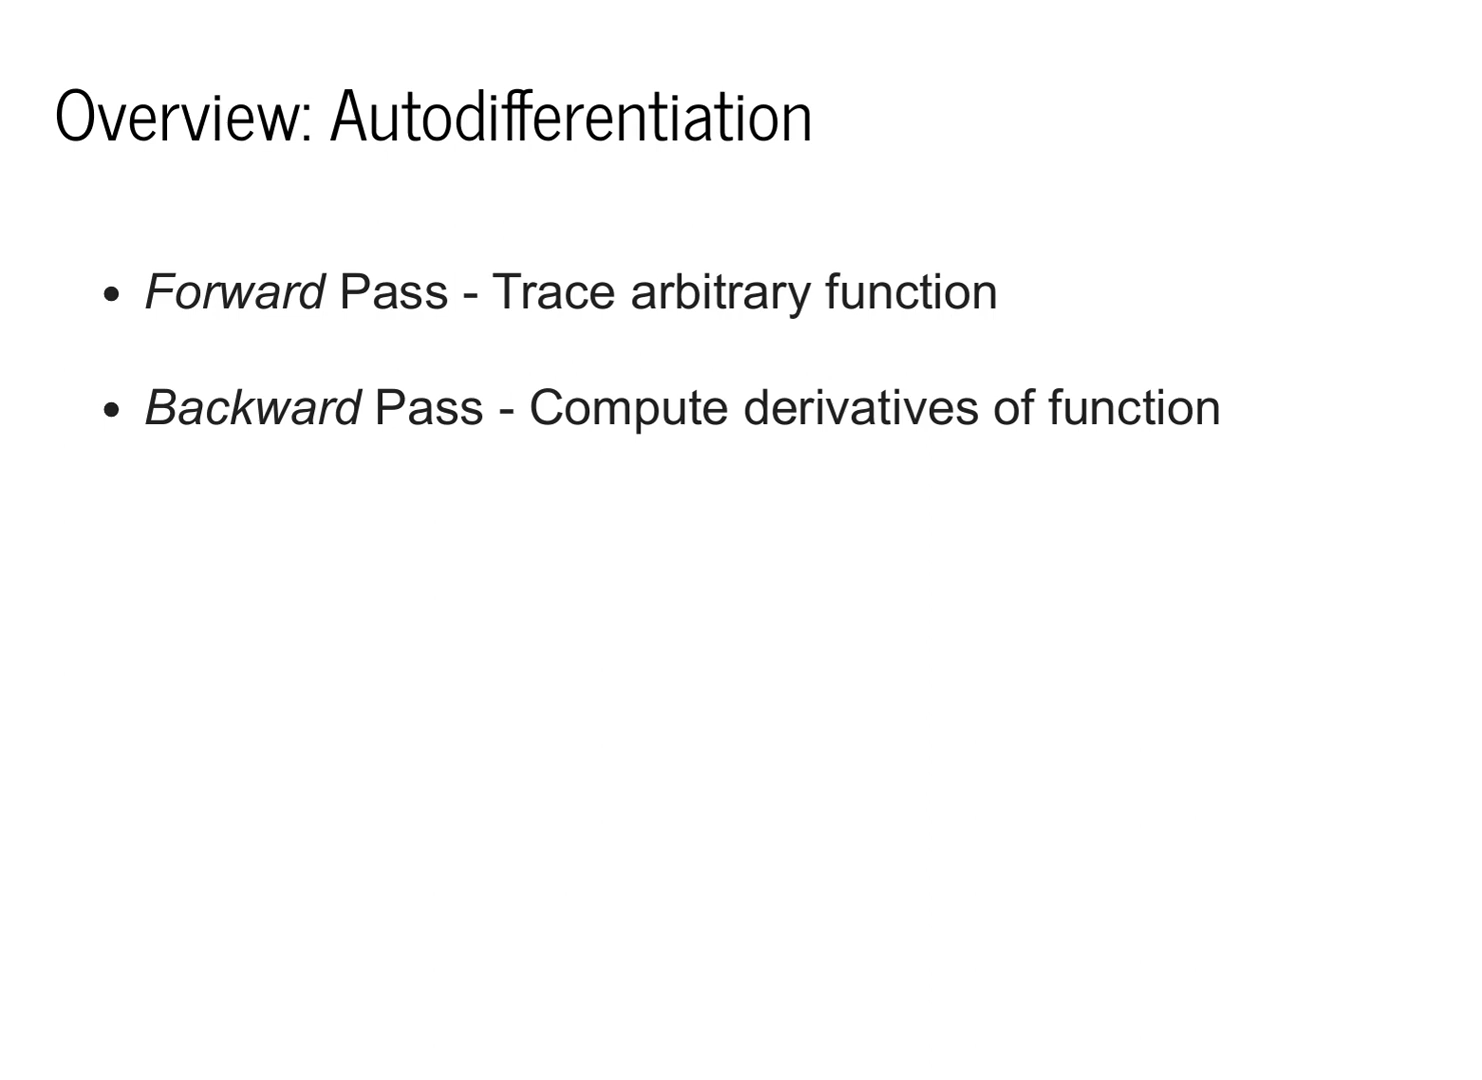 Overview: Autodifferentiation
• Forward Pass - Trace arbitrary function
• Backward Pass - Compute derivatives of function